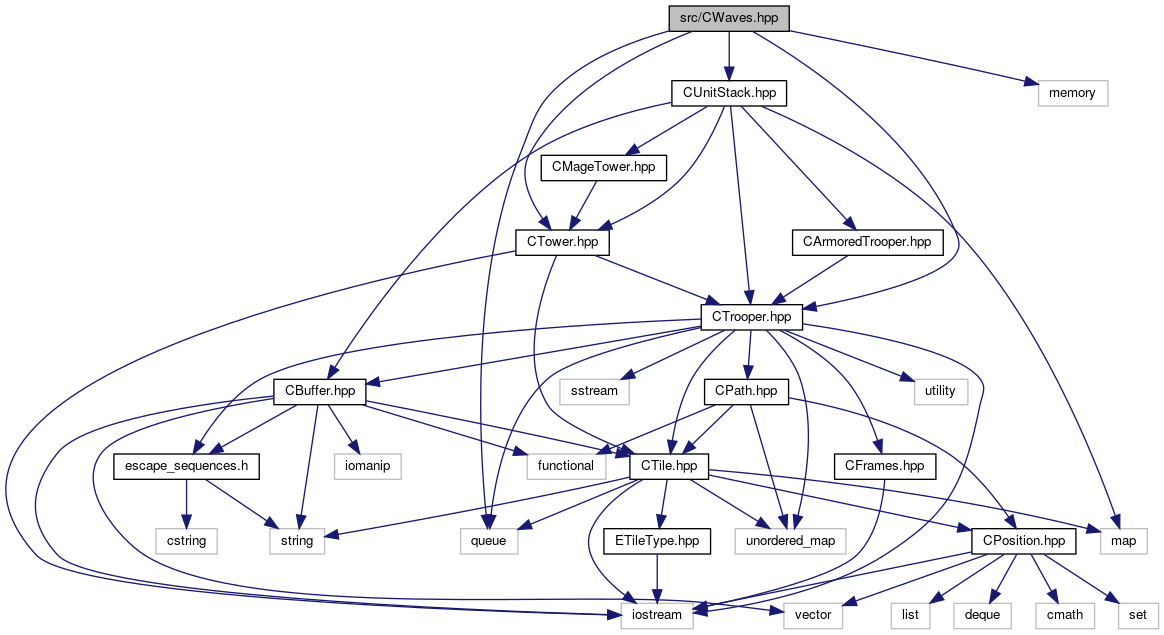 src/CWaves.hpp
CUnitStack.hpp
memory
CMageTower.hpp
CTower.hpp
CArmoredTrooper.hpp
CTrooper.hpp
CBuffer.hpp
sstream
CPath.hpp
utility
escape_sequences.h
iomanip
functional
CTile.hpp
CFrames.hpp
cstring
string
queue
ETileType.hpp
unordered_map
CPosition.hpp
map
iostream
vector
list
deque
cmath
set